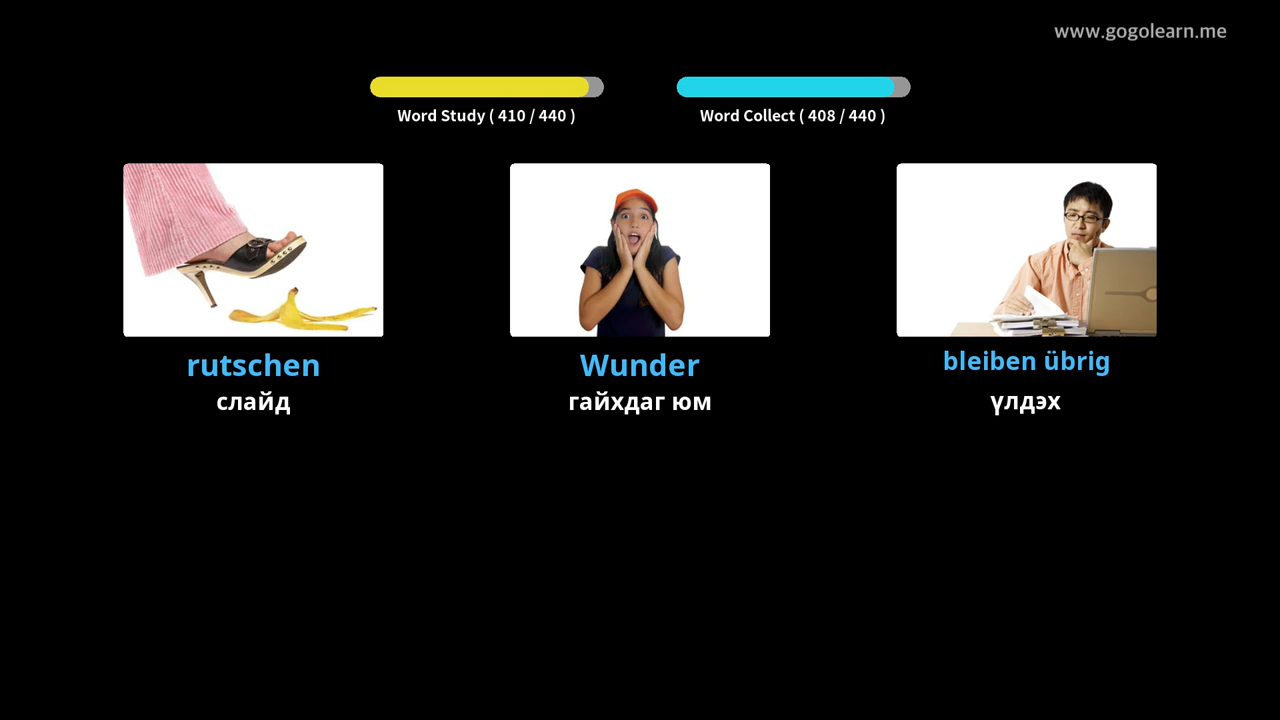 www.gogolearn.me
Word Study ( 410 / 440 )
Word Collect ( 408 / 440 )
rutschen
слайд
Wunder
гайхдаг юм
bleiben übrig
үлдэх